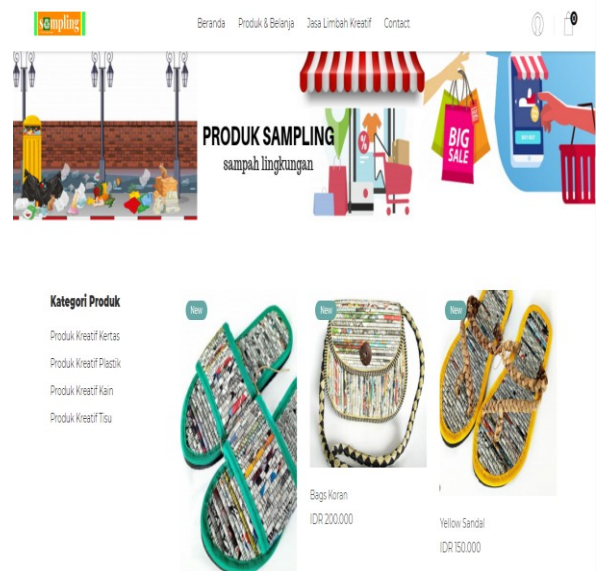 sampling
Beranda Produk & Belanja Jasa Limbah Kreatif Contact
0
PRODUK SAMPLING
sampah lingkungan
BIG
SALE
Kategori Produk
Produk Kreatif Kertas
Produk Kreatif Plastik
Produk Kreatif Kain
Produk Kreatif Tisu
New
New
New
Bags Koran
IDR 200.000
Yellow Sandal
IDR 150.000